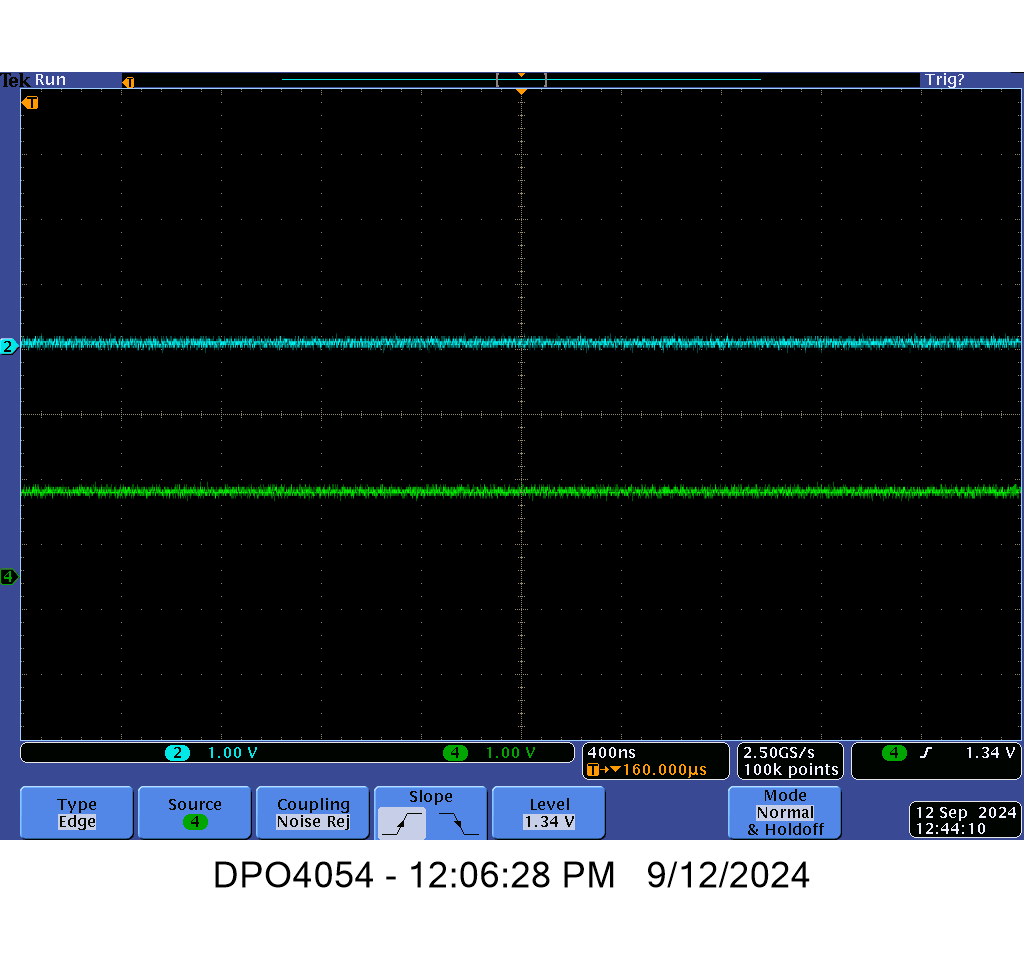 Tek Run Trig?
T
T
2
4
2 1.00 V 4 1.00 V
400ns
T→▼160.000µs
2.50GS/s
100k points
4 1.34 V
Type
Edge
Source
4
Coupling
Noise Rej
Slope
Level
1.34 V
Mode
Normal
& Holdoff
12 Sep 2024
12:44:10
DPO4054 - 12:06:28 PM 9/12/2024